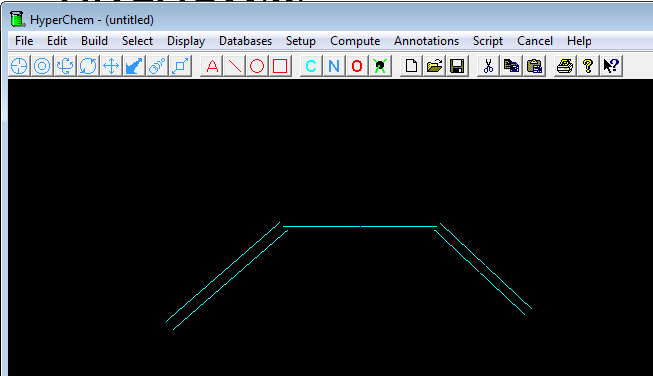 HyperChem - (untitled)
File Edit Build Select Display Databases Setup Compute Annotations Script Cancel Help
A C N O ? ?